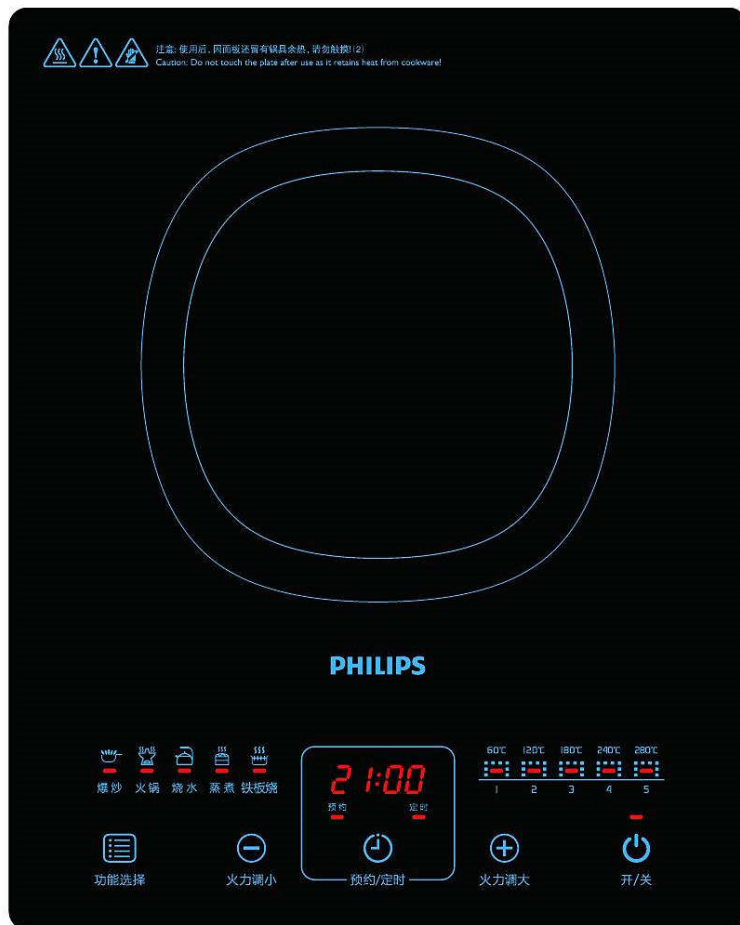 注意: 使用后, 因面板还留有锅具余热, 请勿触摸!(2)
Caution: Do not touch the plate after use as it retains heat from cookware!
PHILIPS
60℃ 120℃ 180℃ 240℃ 280℃
21:00
爆炒 火锅 烧水 蒸煮 铁板烧
1 2 3 4 5
预约 定时
功能选择 火力调小 预约/定时 火力调大 开/关